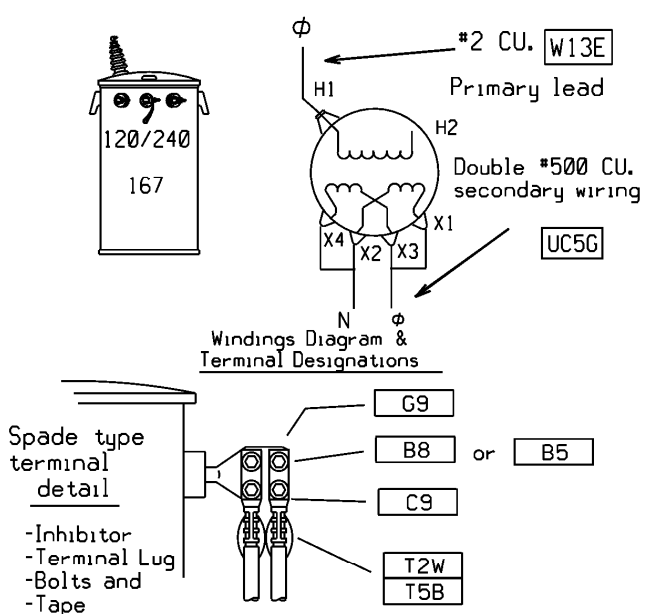 120/240
167
Φ
#2 CU. W13E
Primary lead
H1
H2
Double #500 CU.
secondary wiring
UC5G
X4 X2 X3 X1
N Φ
Windings Diagram &
Terminal Designations
Spade type
terminal
detail
-Inhibitor
-Terminal Lug
-Bolts and
-Tape
G9
B8 or B5
C9
T2W
T5B